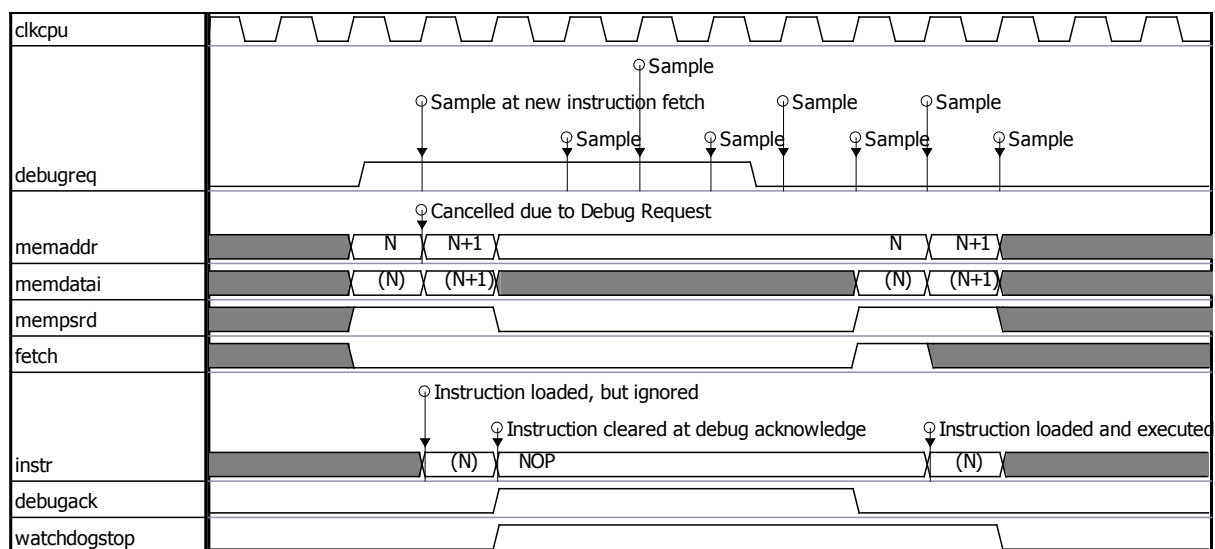 clkcpu
Sample
Sample at new instruction fetch
Sample
Sample
Sample
Sample
Sample
Sample
debugreq
Cancelled due to Debug Request
memaddr
N
N+1
N
N+1
memdatai
(N)
(N+1)
(N)
(N+1)
mempsrd
fetch
Instruction loaded, but ignored
Instruction cleared at debug acknowledge
Instruction loaded and executed
instr
(N)
NOP
(N)
debugack
watchdogstop